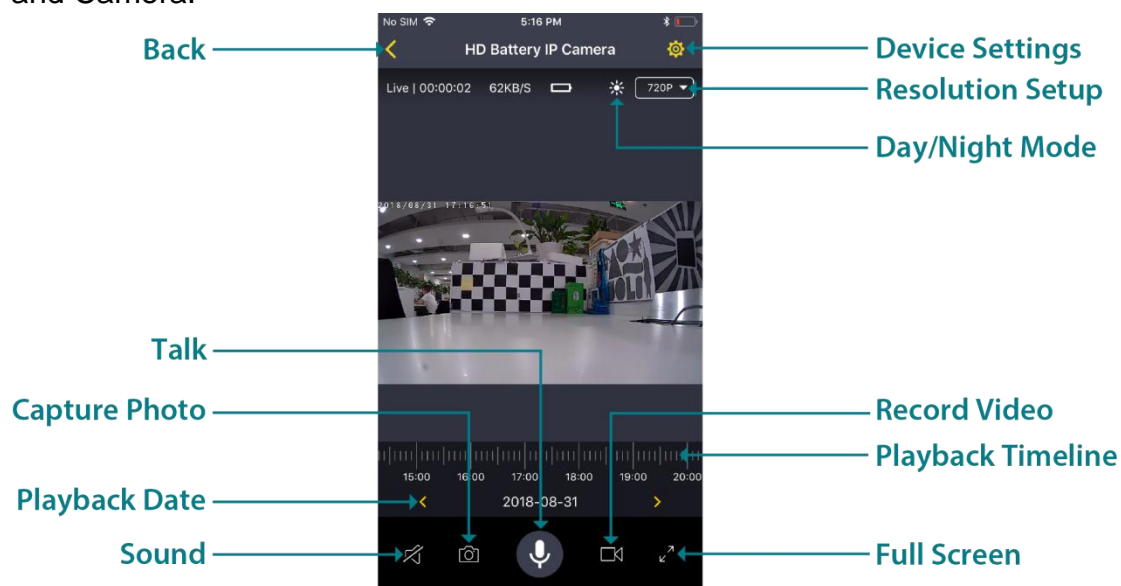 and Camera.
No SIM 5:16 PM
Back HD Battery IP Camera Device Settings
Live | 00:00:02 62KB/S 720P Resolution Setup
Day/Night Mode
2018/08/31 17:16:51
Talk
Capture Photo Record Video
Playback Timeline
15:00 16:00 17:00 18:00 19:00 20:00
Playback Date 2018-08-31
Sound Full Screen